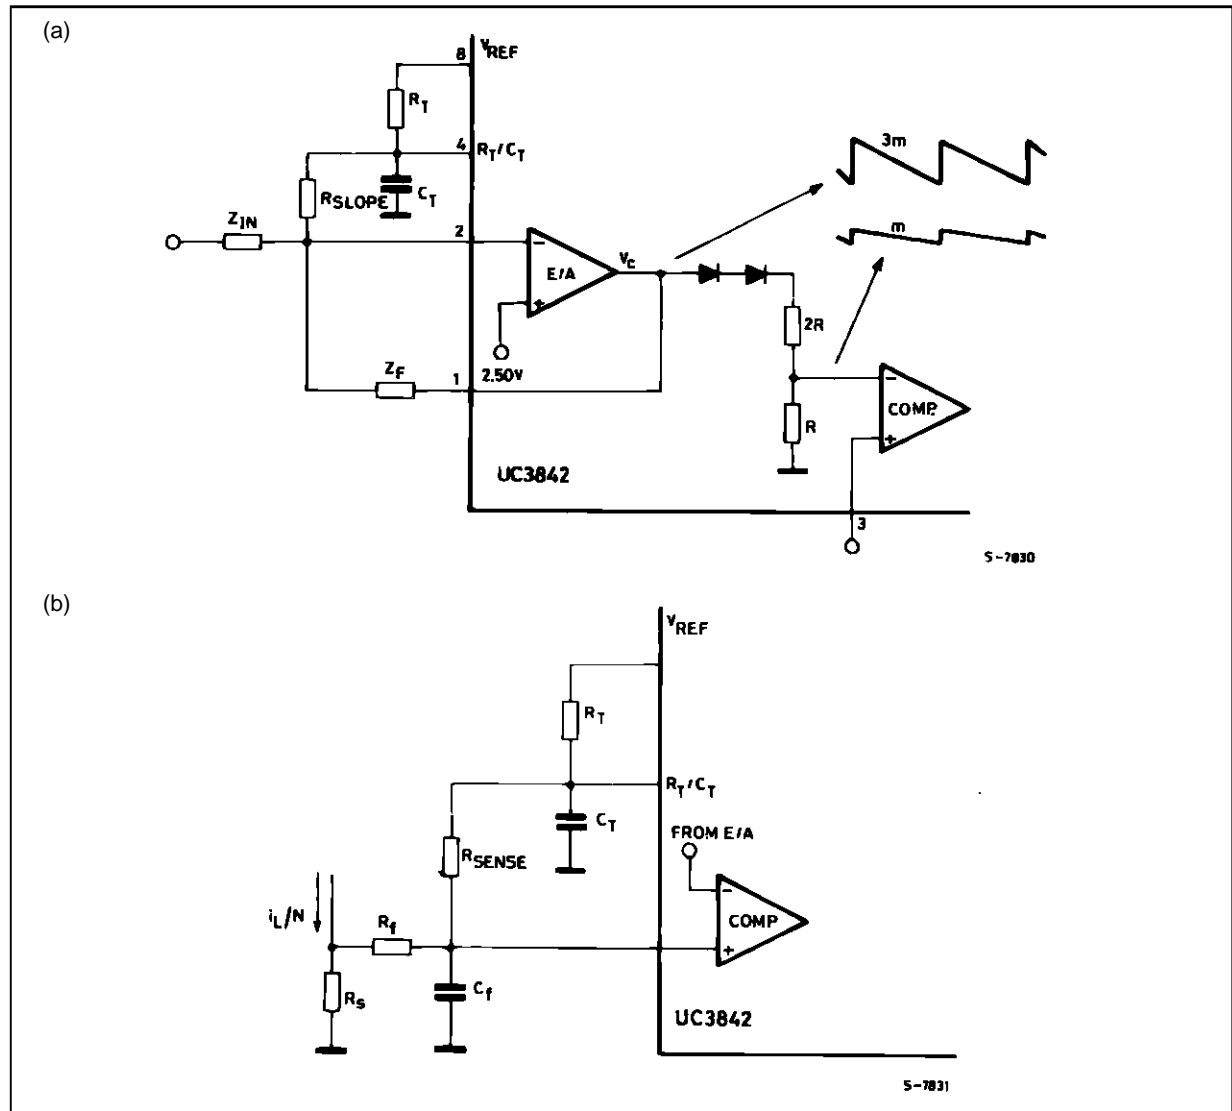 (a)
8
VREF
RT
4
RT/CT
RSLOPE
CT
ZIN
2
E/A
Vc
2.50V
ZF
1
3m
m
2R
R
COMP.
UC3842
3
S-7830
(b)
VREF
RT
RT/CT
CT
FROM E/A
RSENSE
iL/N
Rf
COMP
Rs
Cf
UC3842
S-7831